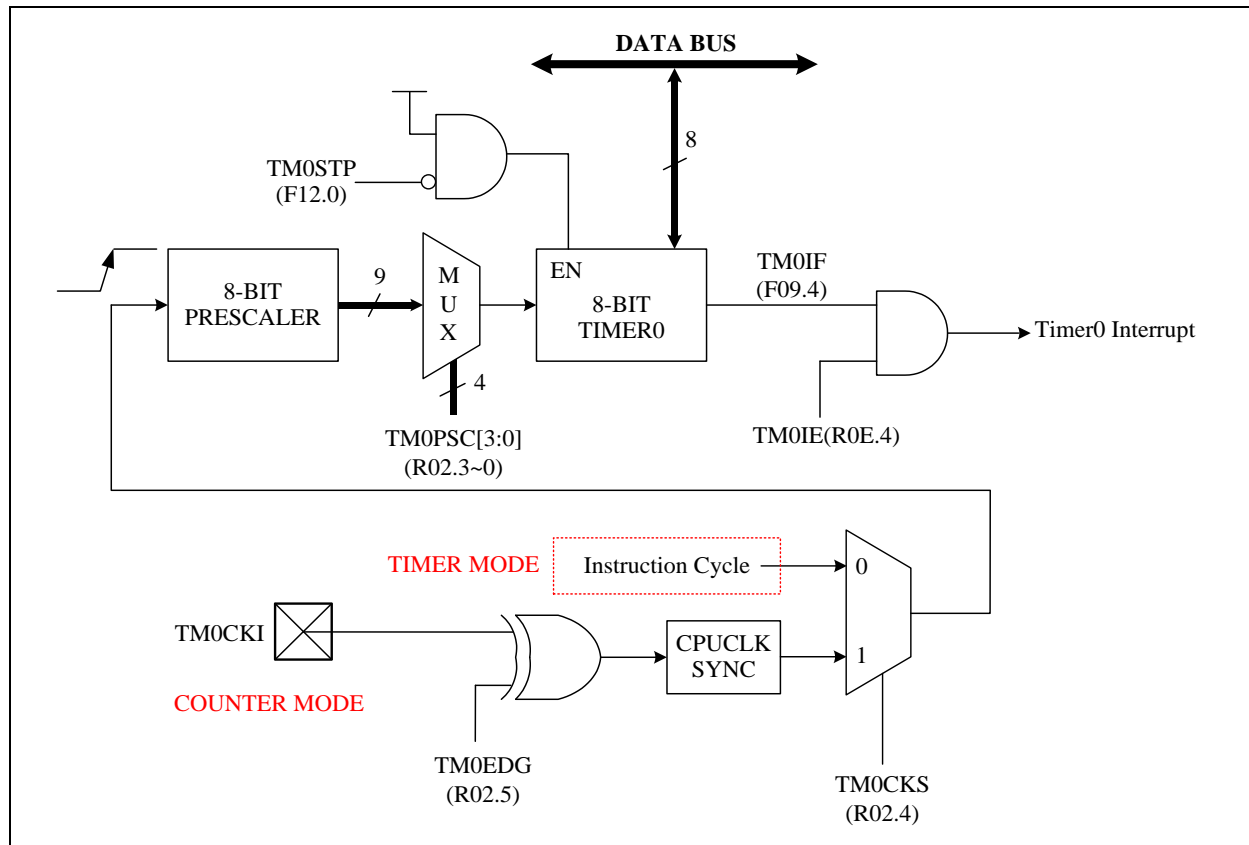 DATA BUS
8
TM0STP
(F12.0)
8-BIT
PRESCALER
9
M
U
X
EN
8-BIT
TIMER0
TM0IF
(F09.4)
Timer0 Interrupt
4
TM0PSC[3:0]
(R02.3~0)
TM0IE(R0E.4)
TIMER MODE
Instruction Cycle
0
TM0CKI
CPUCLK
SYNC
1
COUNTER MODE
TM0EDG
(R02.5)
TM0CKS
(R02.4)